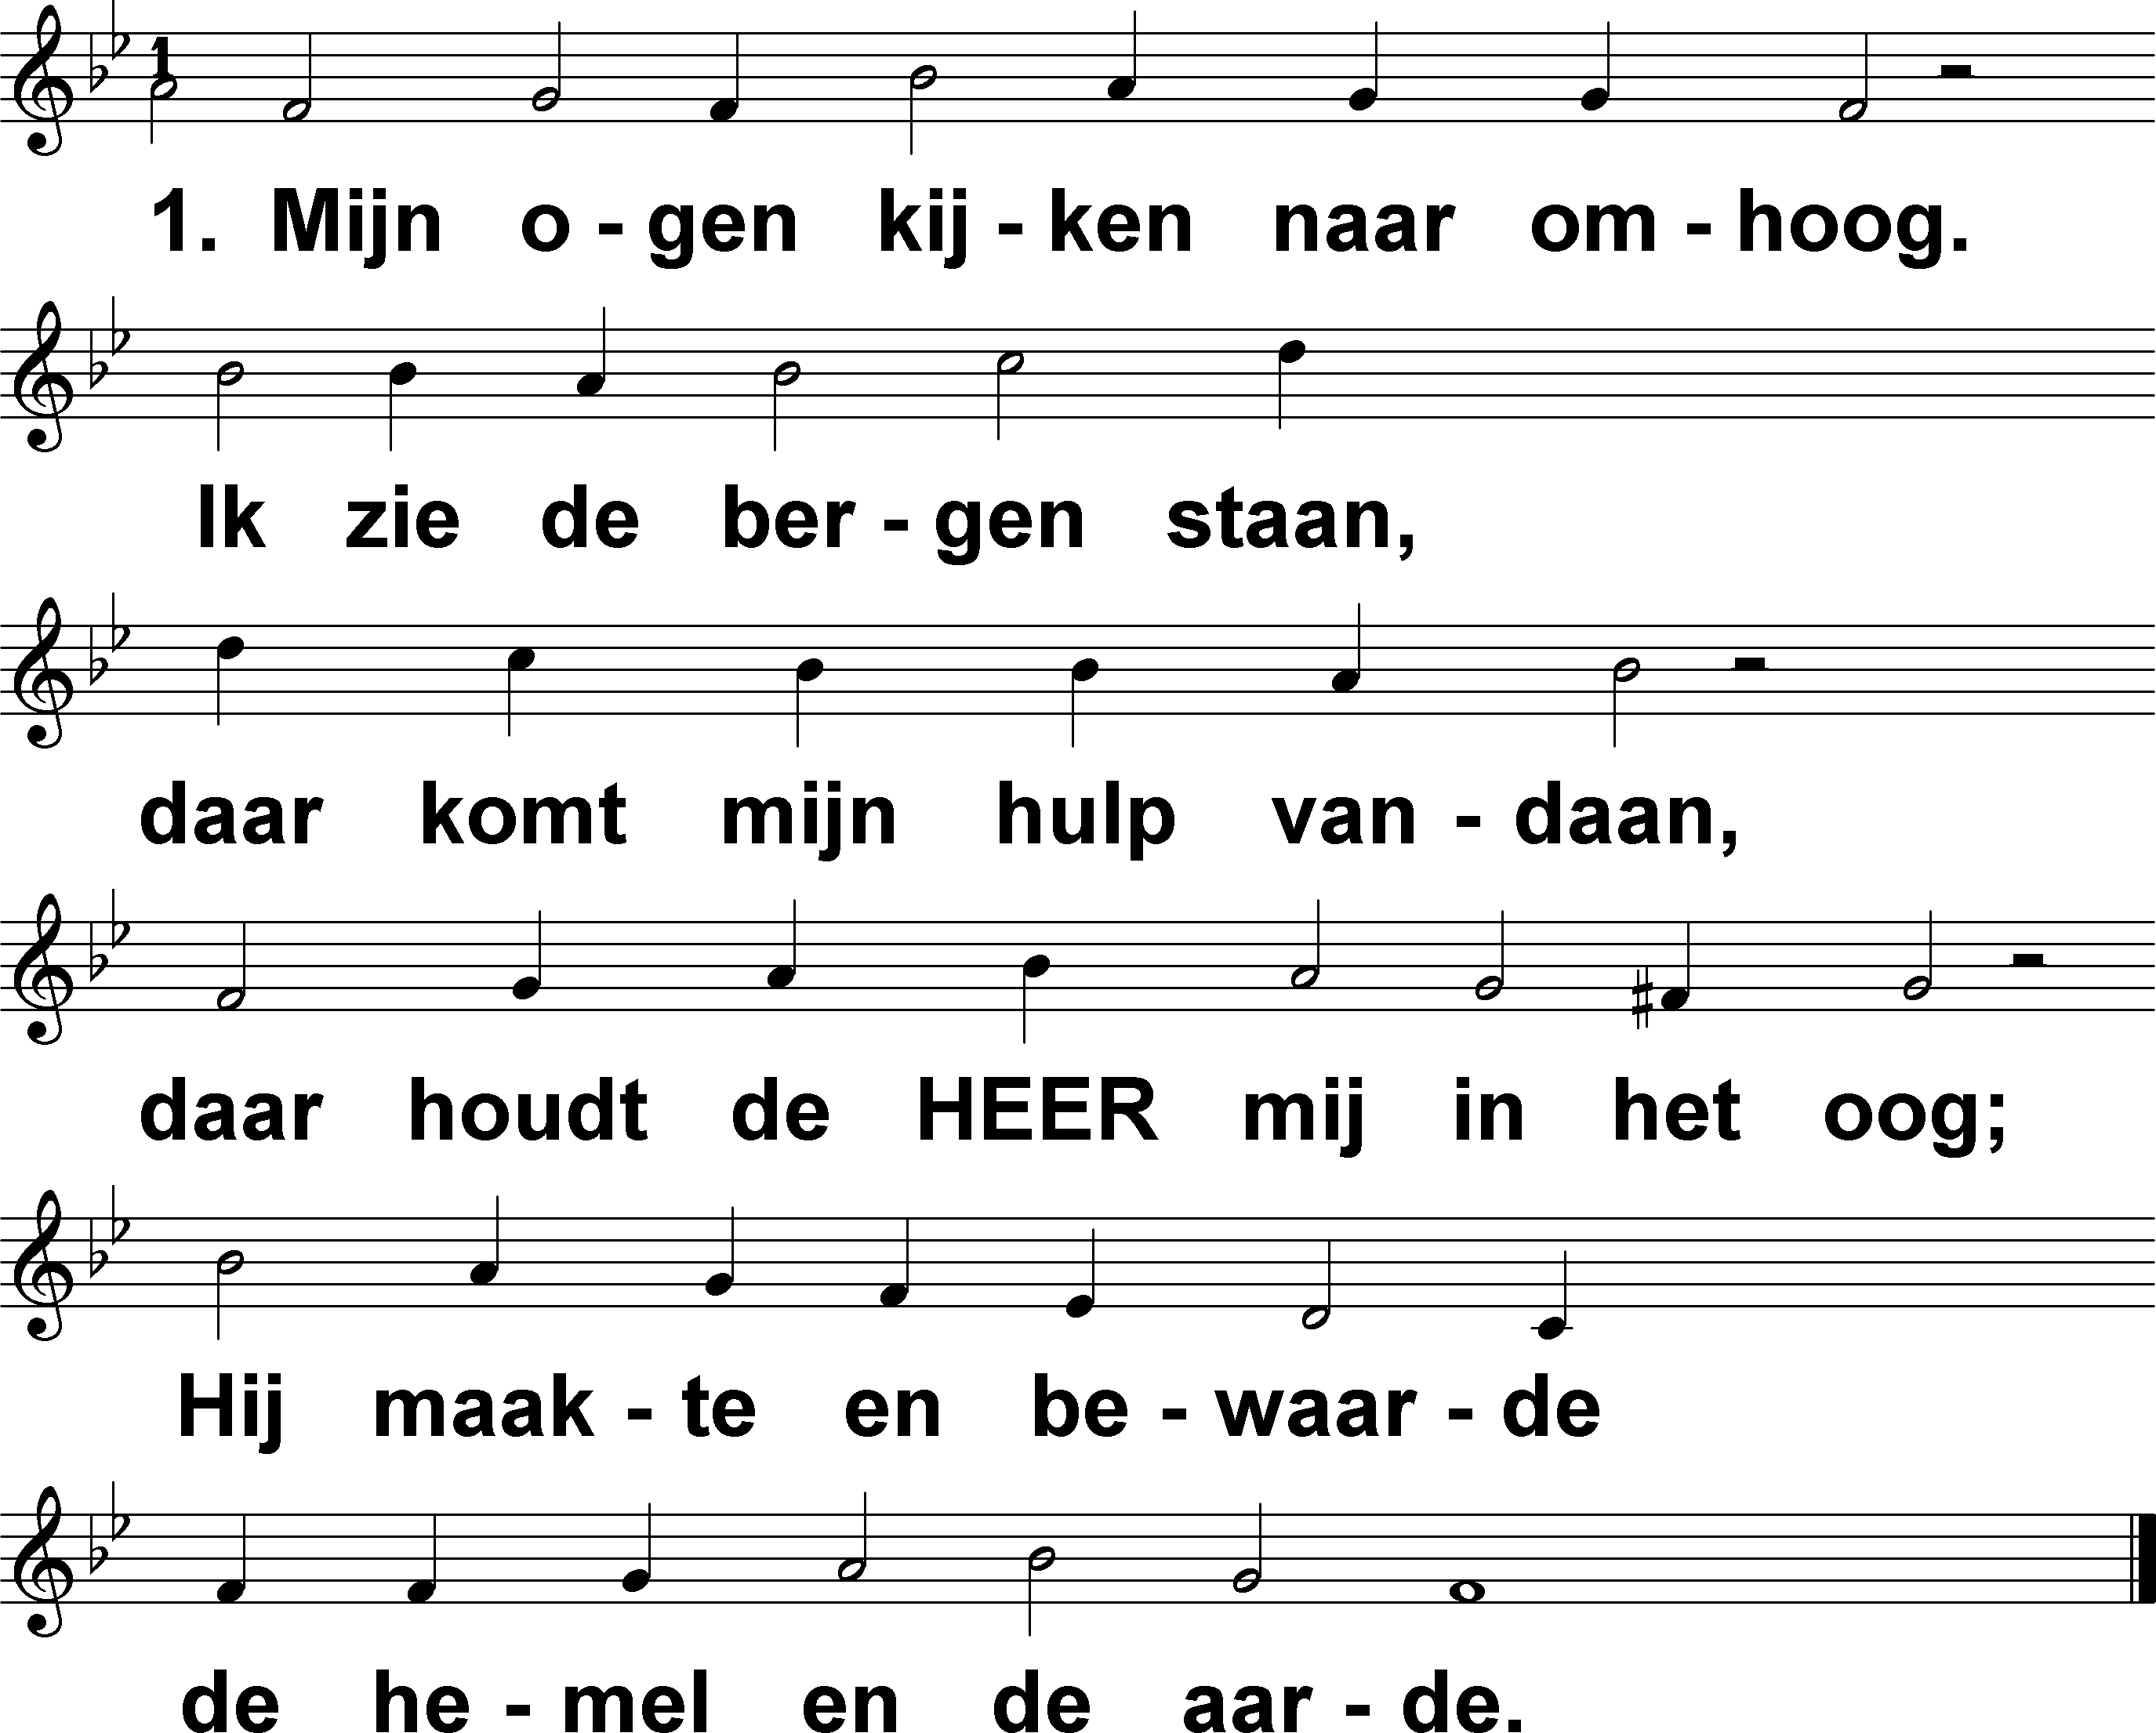 1
1. Mijn o - gen kij - ken naar om - hoog.
Ik zie de ber - gen staan,
daar komt mijn hulp van - daan,
daar houdt de HEER mij in het oog;
Hij maak - te en be - waar - de
de he - mel en de aar - de.